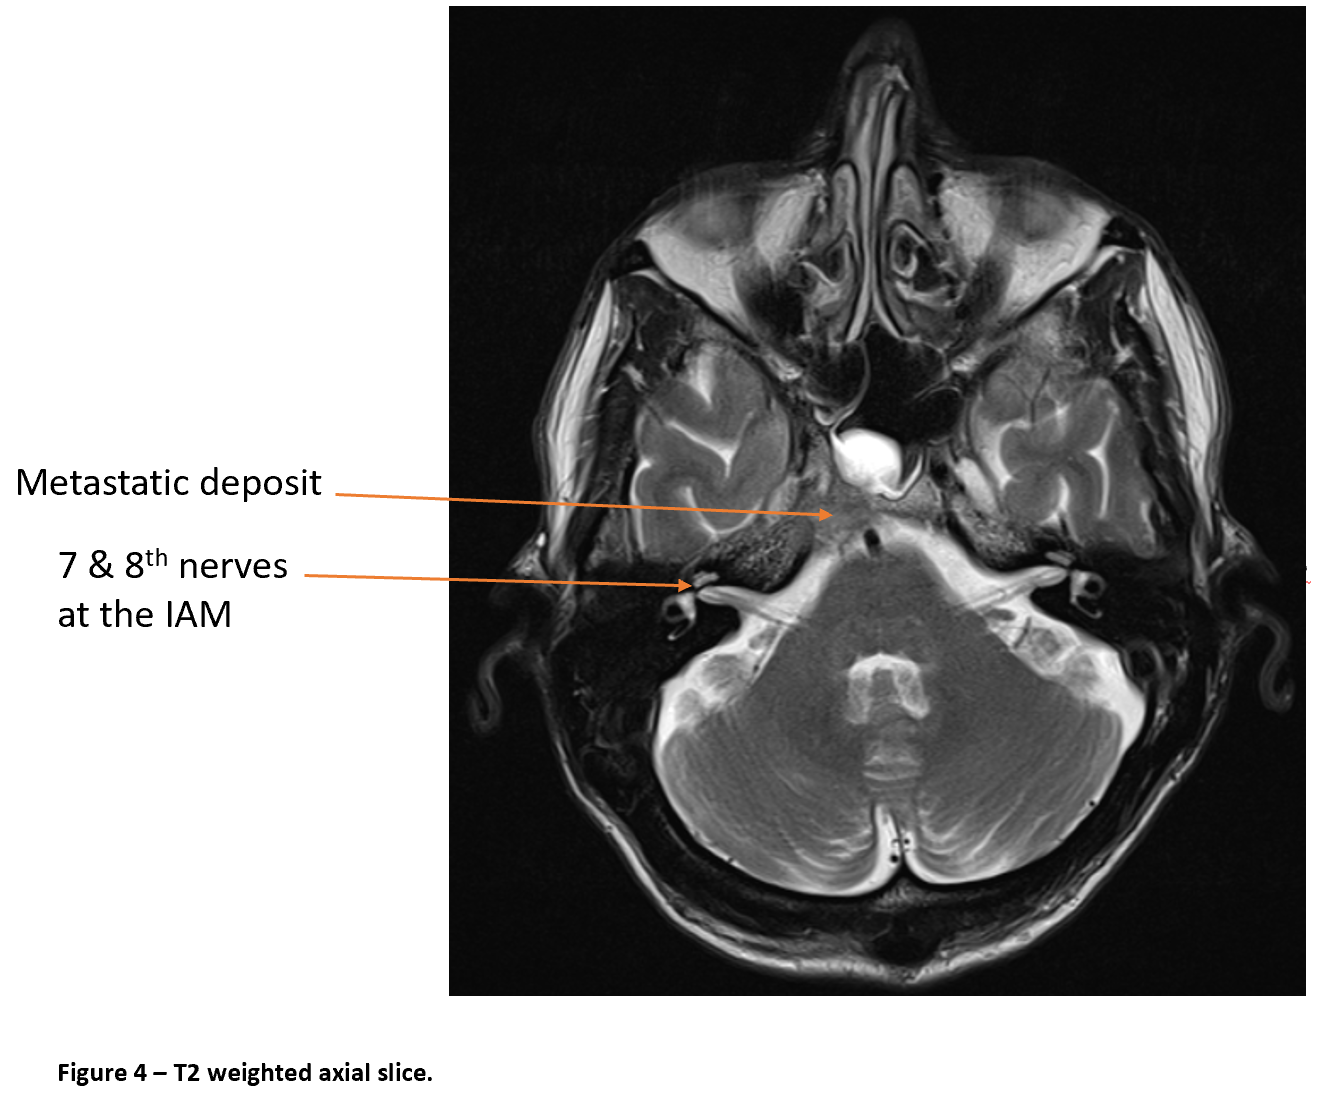 Metastatic deposit
7 & 8th nerves
at the IAM
Figure 4 – T2 weighted axial slice.